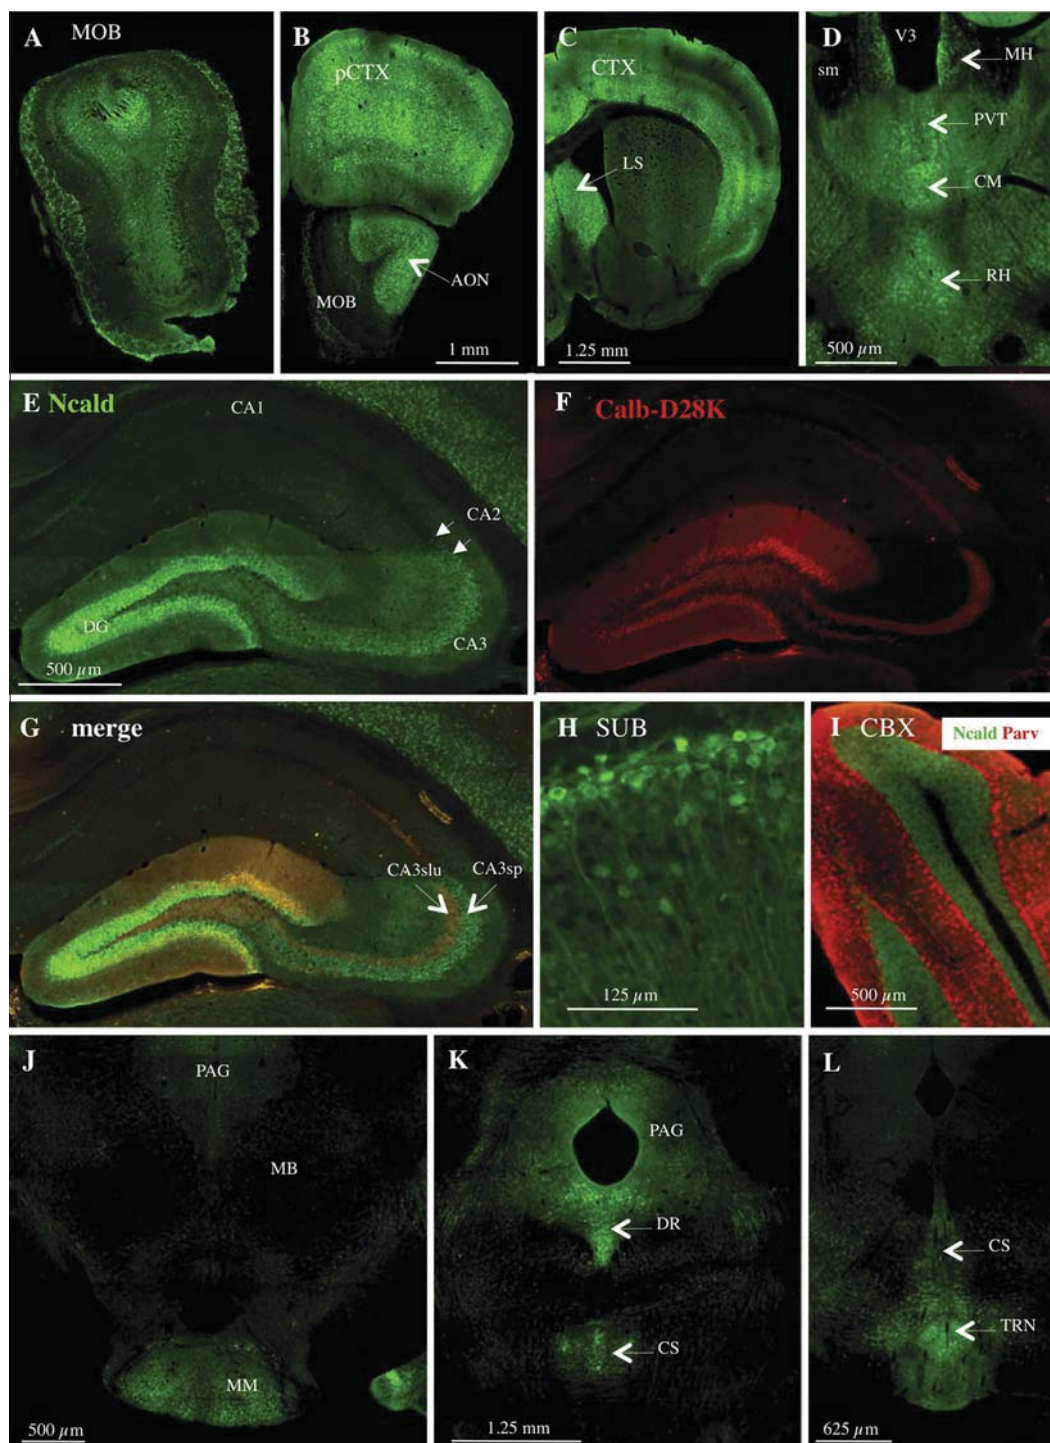 A MOB
B
pCTX
AON
MOB
1 mm
C
CTX
LS
1.25 mm
D V3
MH
sm
PVT
CM
RH
500 µm
E Ncald
CA1
CA2
DG
CA3
500 µm
F Calb-D28K
G merge
CA3slu CA3sp
H SUB
125 µm
I CBX
Ncald Parv
500 µm
J
PAG
MB
MM
500 µm
K
PAG
DR
CS
1.25 mm
L
CS
TRN
625 µm